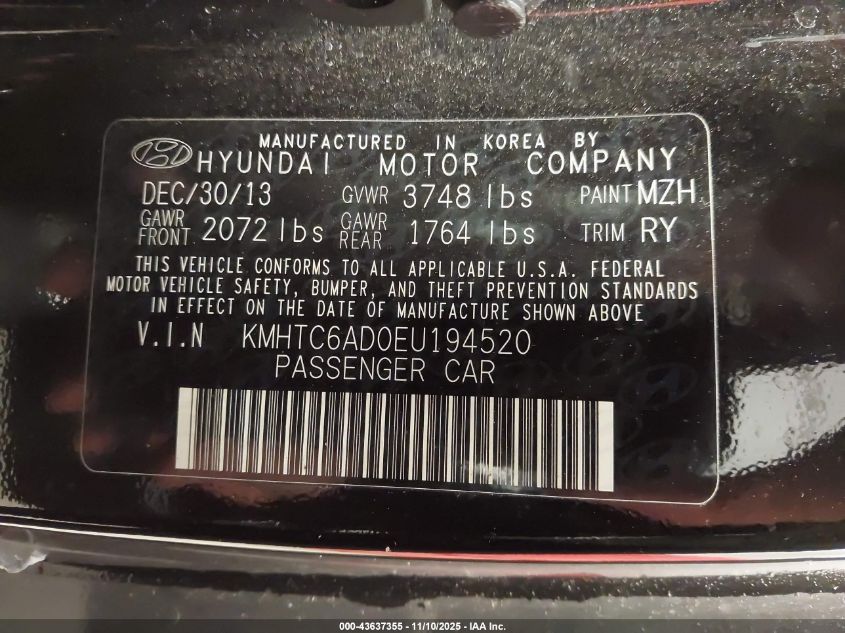 MANUFACTURED IN KOREA BY
HYUNDAI MOTOR COMPANY
DEC/30/13 GVWR 3748 lbs PAINT MZH
GAWR FRONT 2072 lbs GAWR REAR 1764 lbs TRIM RY
THIS VEHICLE CONFORMS TO ALL APPLICABLE U.S.A. FEDERAL
MOTOR VEHICLE SAFETY, BUMPER, AND THEFT PREVENTION STANDARDS
IN EFFECT ON THE DATE OF MANUFACTURE SHOWN ABOVE
V.I.N KMHTC6AD0EU194520
PASSENGER CAR
000-43637355 - 11/10/2025 - IAA Inc.